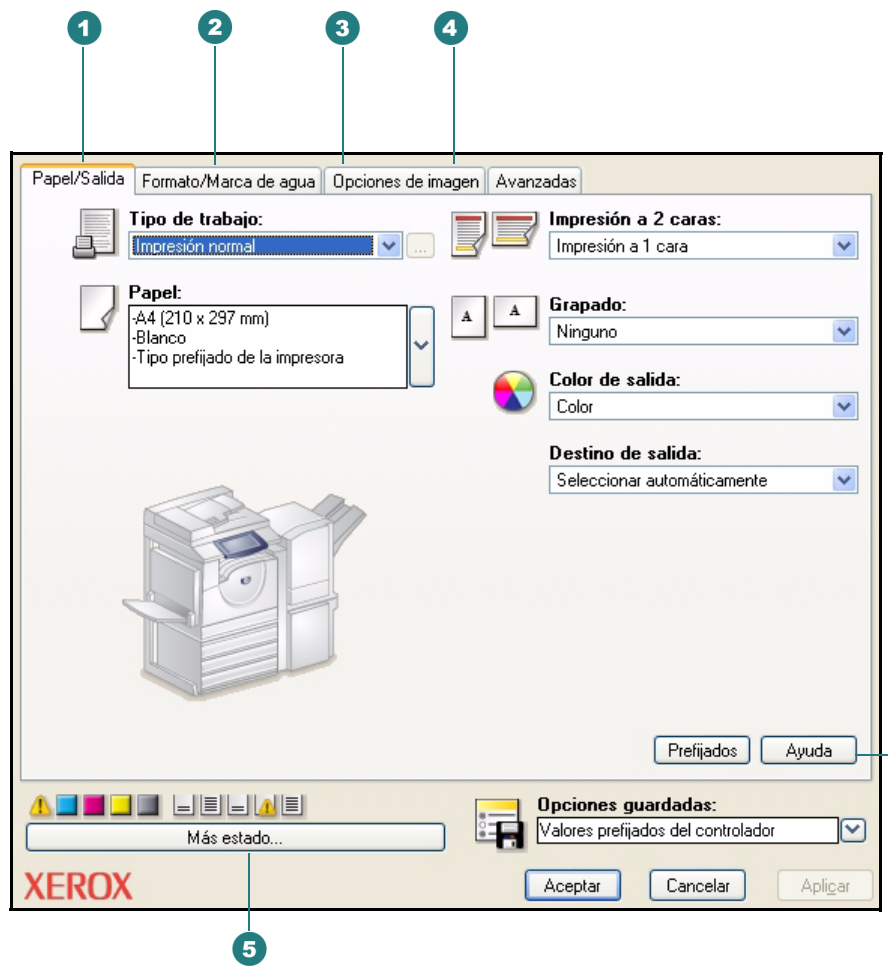 1
2
3
4
Papel/Salida
Formato/Marca de agua
Opciones de imagen
Avanzadas
Tipo de trabajo:
Impresión normal
...
Papel:
-A4 (210 x 297 mm)
-Blanco
-Tipo prefijado de la impresora
Impresión a 2 caras:
Impresión a 1 cara
A
A
Grapado:
Ninguno
Color de salida:
Color
Destino de salida:
Seleccionar automáticamente
Prefijados
Ayuda
Más estado...
Opciones guardadas:
Valores prefijados del controlador
XEROX
Aceptar
Cancelar
Aplicar
5